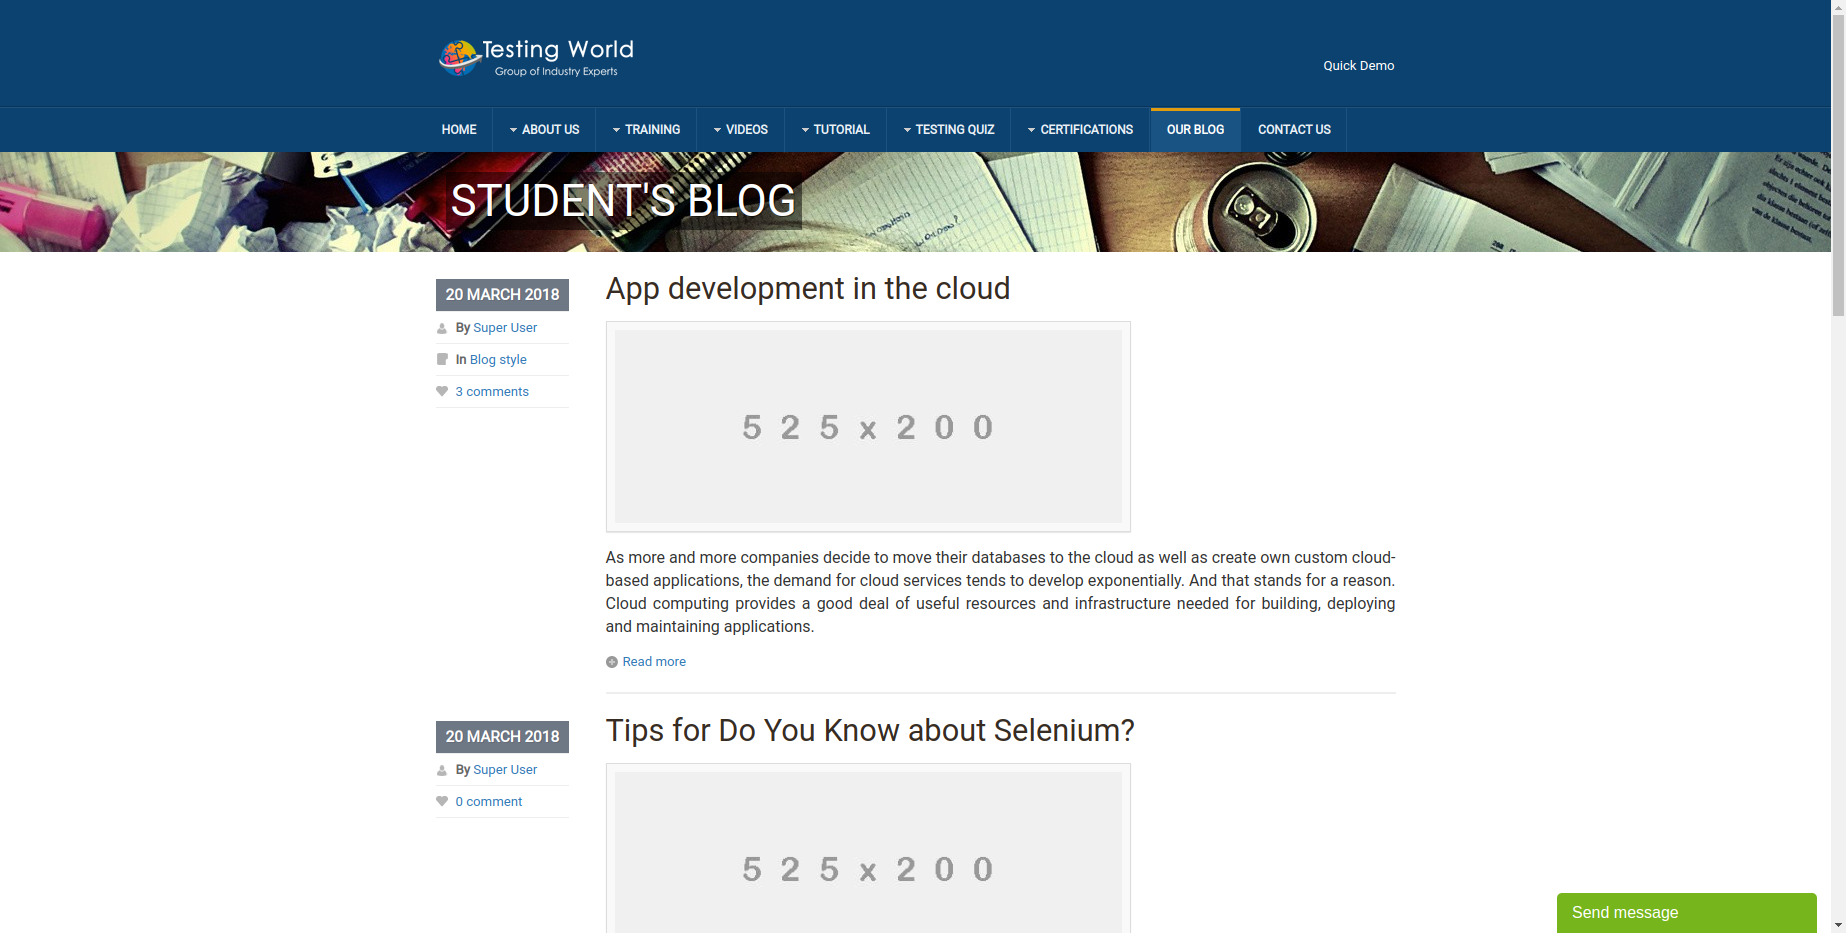 Testing World
Group of Industry Experts
Quick Demo
HOME
ABOUT US
TRAINING
VIDEOS
TUTORIAL
TESTING QUIZ
CERTIFICATIONS
OUR BLOG
CONTACT US
STUDENT'S BLOG
20 MARCH 2018
By Super User
In Blog style
3 comments
App development in the cloud
525x200
As more and more companies decide to move their databases to the cloud as well as create own custom cloud-
based applications, the demand for cloud services tends to develop exponentially. And that stands for a reason.
Cloud computing provides a good deal of useful resources and infrastructure needed for building, deploying
and maintaining applications.
Read more
20 MARCH 2018
By Super User
0 comment
Tips for Do You Know about Selenium?
525x200
Send message